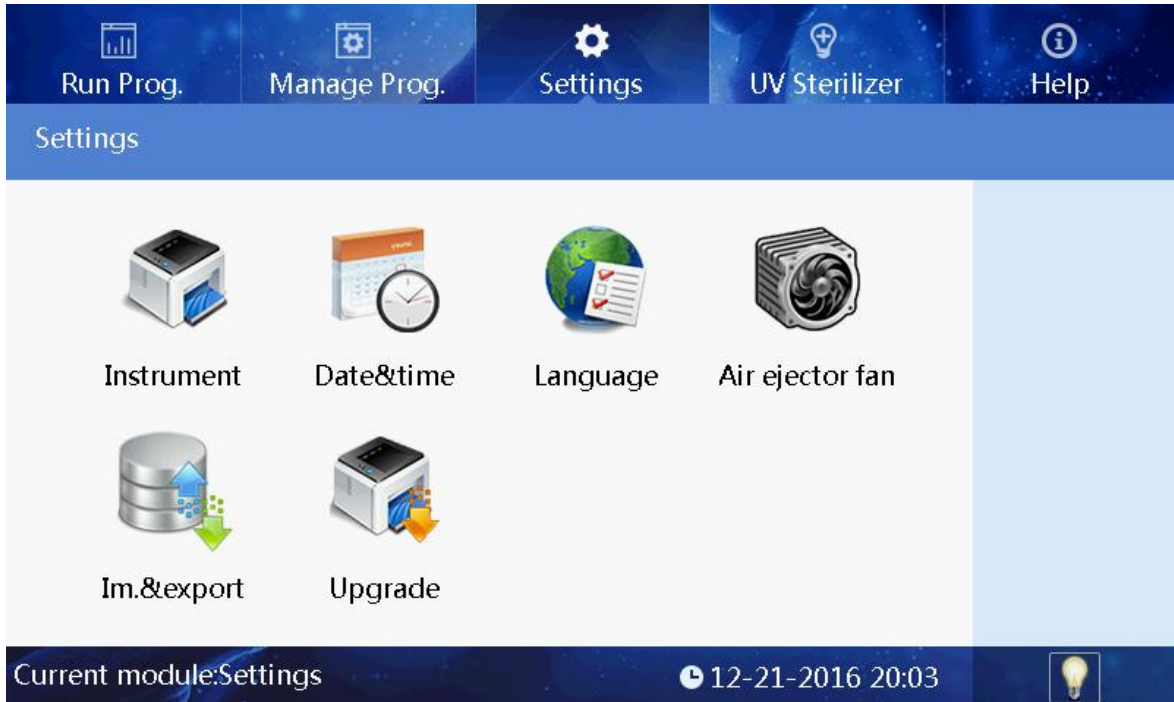 Run Prog.
Manage Prog.
Settings
UV Sterilizer
Help
Settings
Instrument
Date&time
Language
Air ejector fan
Im.&export
Upgrade
Current module:Settings
12-21-2016 20:03